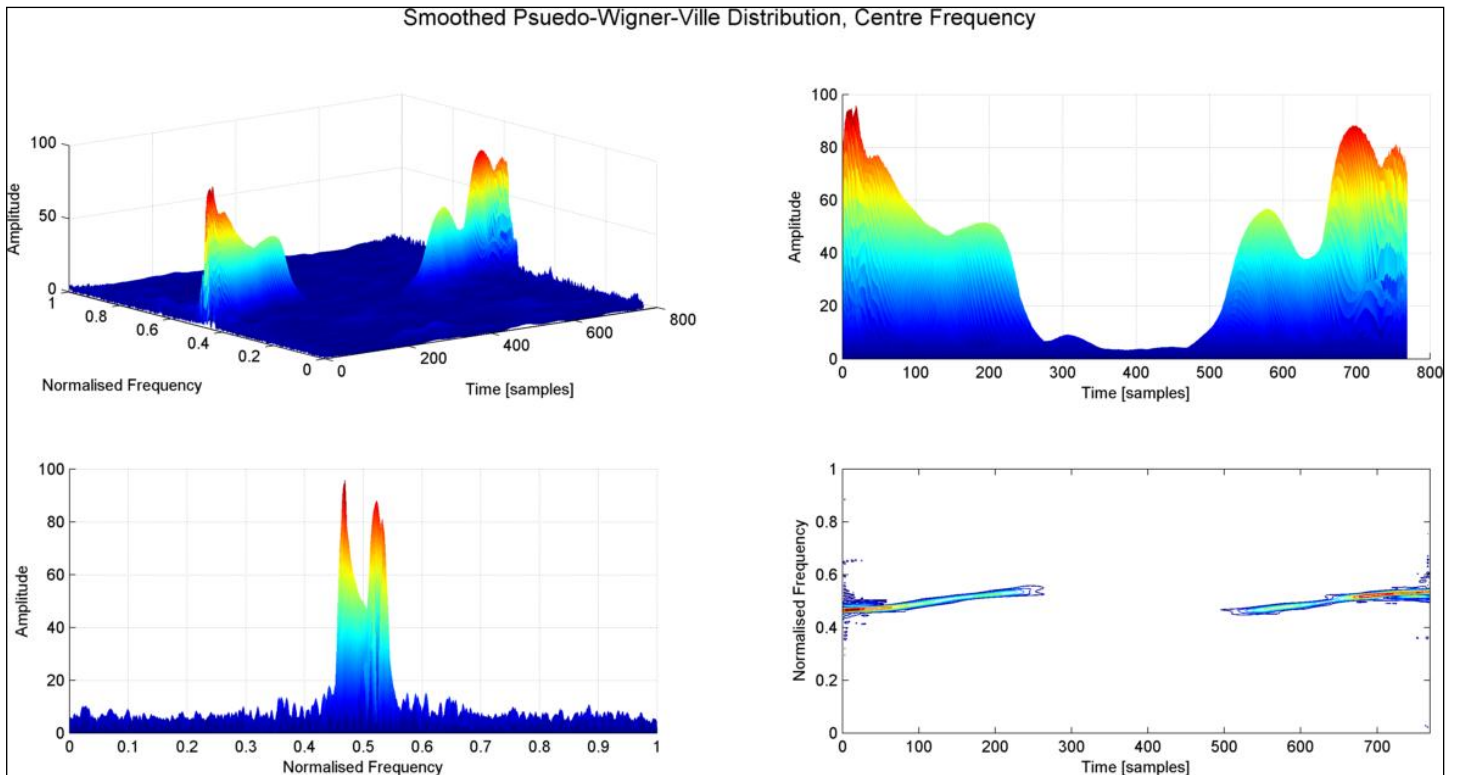 Smoothed Psuedo-Wigner-Ville Distribution, Centre Frequency
100
50
0
Amplitude
1
0.8
0.6
0.4
0.2
0
Normalised Frequency
0
200
400
600
800
Time [samples]
100
80
60
40
20
0
Amplitude
0 100 200 300 400 500 600 700 800
Time [samples]
100
80
60
40
20
0
Amplitude
0 0.1 0.2 0.3 0.4 0.5 0.6 0.7 0.8 0.9 1
Normalised Frequency
1
0.8
0.6
0.4
0.2
0
Normalised Frequency
0 100 200 300 400 500 600 700
Time [samples]